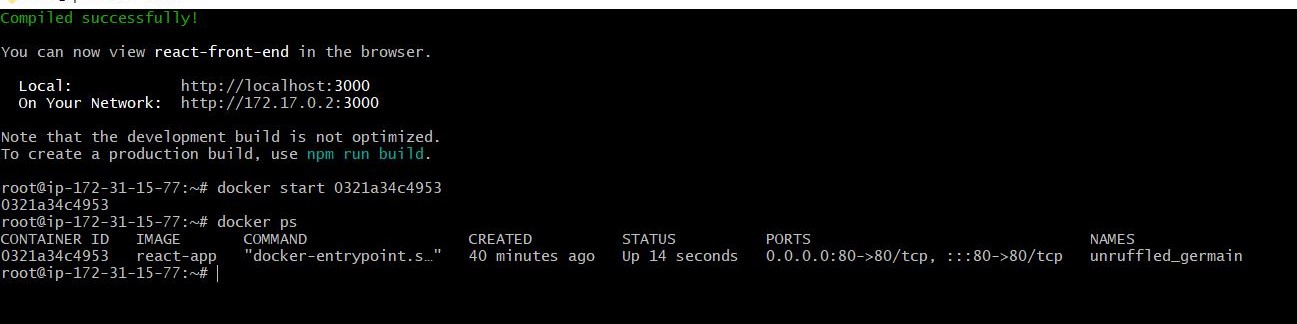 Compiled successfully!
You can now view react-front-end in the browser.
Local: http://localhost:3000
On Your Network: http://172.17.0.2:3000
Note that the development build is not optimized.
To create a production build, use npm run build.
root@ip-172-31-15-77:~# docker start 0321a34c4953
0321a34c4953
root@ip-172-31-15-77:~# docker ps
CONTAINER ID IMAGE COMMAND CREATED STATUS PORTS NAMES
0321a34c4953 react-app "docker-entrypoint.s…" 40 minutes ago Up 14 seconds 0.0.0.0:80->80/tcp, :::80->80/tcp unruffled_germain
root@ip-172-31-15-77:~#